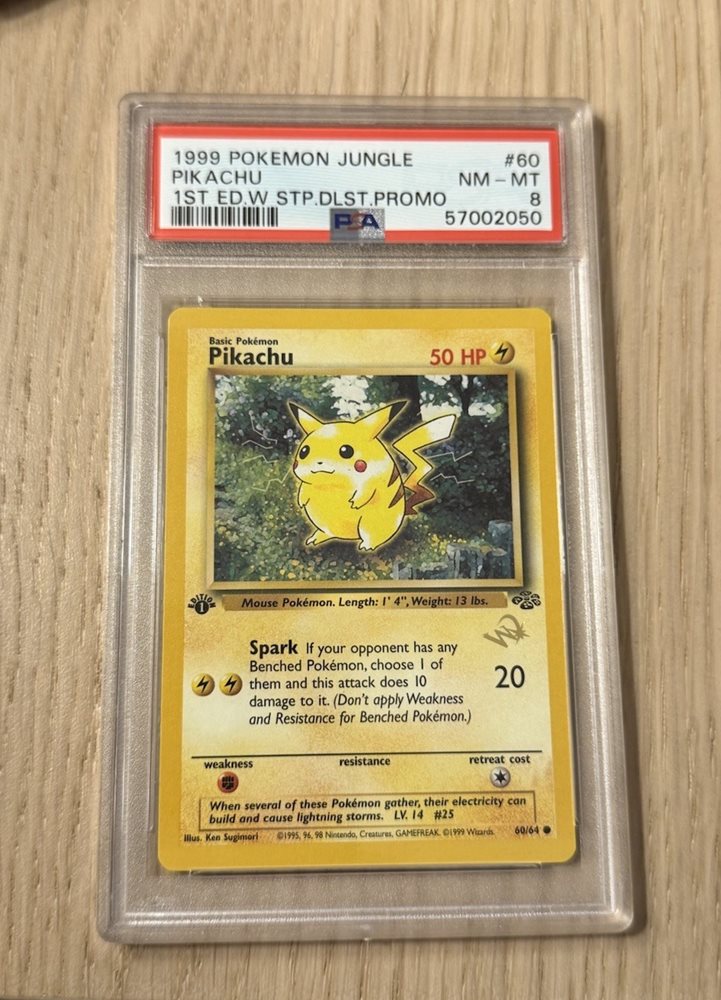 1999 POKEMON JUNGLE #60
PIKACHU NM - MT
1ST ED.W STP.DLST.PROMO 8
PSA 57002050
Basic Pokémon
Pikachu 50 HP
EDITION 1
Mouse Pokémon. Length: 1' 4", Weight: 13 lbs.
W
Spark If your opponent has any
Benched Pokémon, choose 1 of
them and this attack does 10
damage to it. (Don't apply Weakness
and Resistance for Benched Pokémon.)
20
weakness resistance retreat cost
When several of these Pokémon gather, their electricity can
build and cause lightning storms. LV. 14 #25
Illus. Ken Sugimori ©1995, 96, 98 Nintendo, Creatures, GAMEFREAK. ©1999 Wizards. 60/64